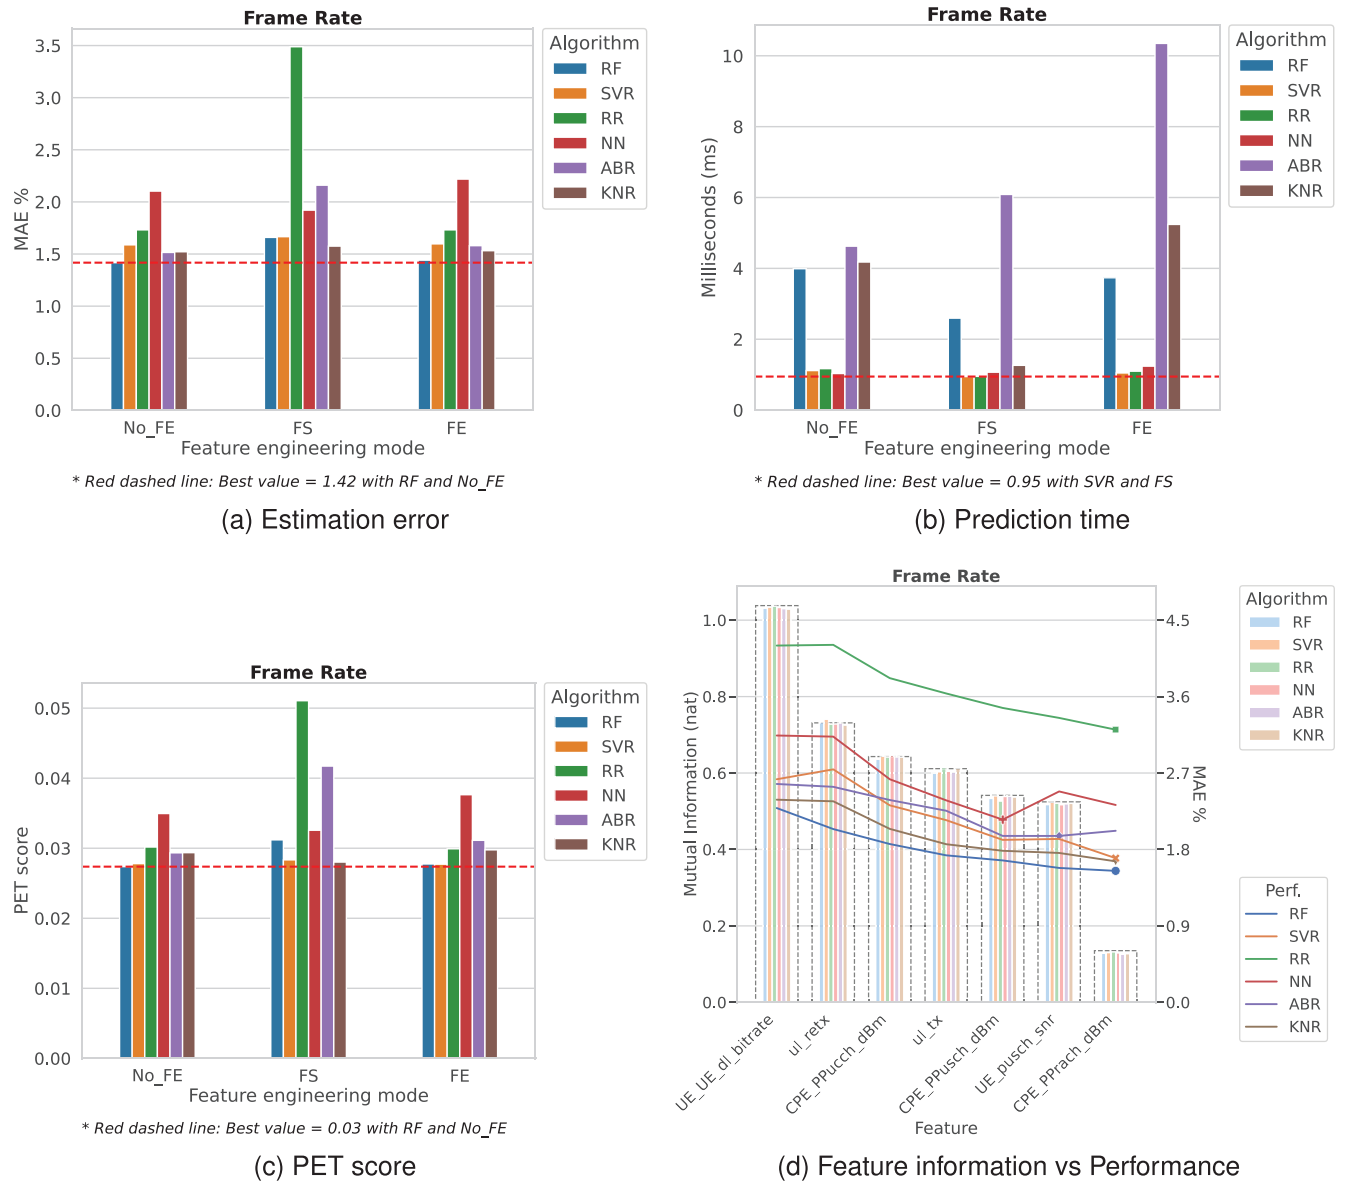 Frame Rate
MAE %
3.5
3.0
2.5
2.0
1.5
1.0
0.5
0.0
No_FE
FS
FE
Feature engineering mode
Algorithm
RF
SVR
RR
NN
ABR
KNR
* Red dashed line: Best value = 1.42 with RF and No_FE
(a) Estimation error
Frame Rate
Milliseconds (ms)
10
8
6
4
2
0
No_FE
FS
FE
Feature engineering mode
Algorithm
RF
SVR
RR
NN
ABR
KNR
* Red dashed line: Best value = 0.95 with SVR and FS
(b) Prediction time
Frame Rate
PET score
0.05
0.04
0.03
0.02
0.01
0.00
No_FE
FS
FE
Feature engineering mode
Algorithm
RF
SVR
RR
NN
ABR
KNR
* Red dashed line: Best value = 0.03 with RF and No_FE
(c) PET score
Frame Rate
Mutual Information (nat)
1.0
0.8
0.6
0.4
0.2
0.0
4.5
3.6
2.7
1.8
0.9
0.0
MAE %
UE_UE_dl_bitrate
ul_retx
CPE_PPucch_dBm
ul_tx
CPE_PPusch_dBm
UE_pusch_snr
CPE_PPrach_dBm
Feature
Algorithm
RF
SVR
RR
NN
ABR
KNR
Perf.
RF
SVR
RR
NN
ABR
KNR
(d) Feature information vs Performance